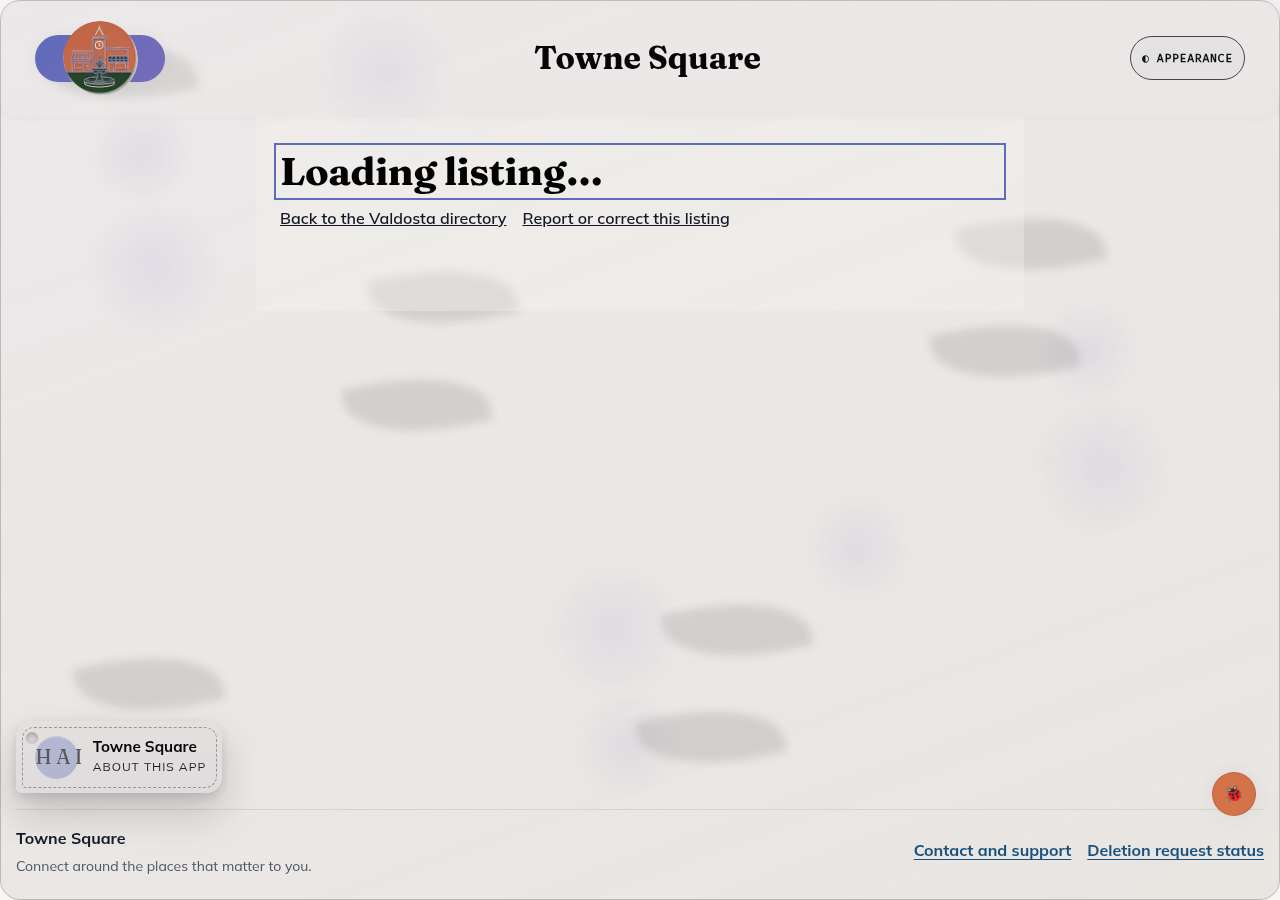 Towne Square
◐ APPEARANCE
Loading listing...
Back to the Valdosta directory Report or correct this listing
HAI
Towne Square
ABOUT THIS APP
Towne Square
Connect around the places that matter to you.
Contact and support Deletion request status